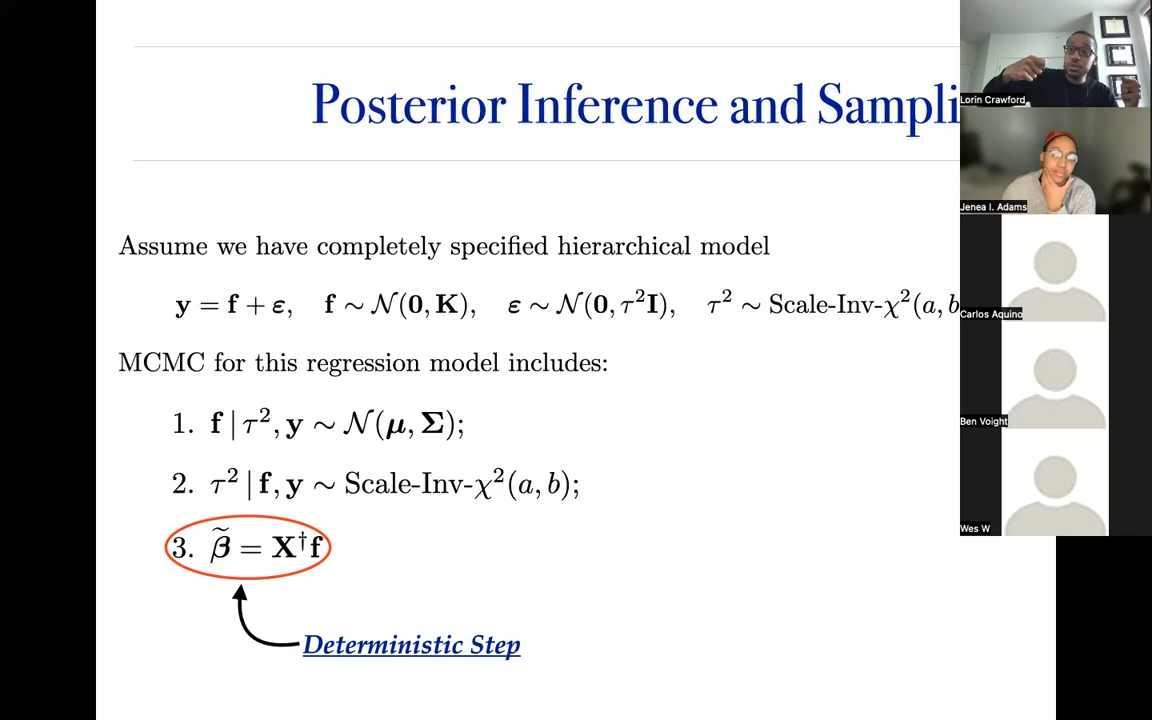 Posterior Inference and Sampli
Assume we have completely specified hierarchical model
y = f + ε, f ∼ 𝒩(0, K), ε ∼ 𝒩(0, τ²I), τ² ∼ Scale-Inv-χ²(a, b
MCMC for this regression model includes:
1. f | τ², y ∼ 𝒩(μ, Σ);
2. τ² | f, y ∼ Scale-Inv-χ²(a, b);
3. β̃ = X†f
Deterministic Step
Lorin Crawford
Jenea I. Adams
Carlos Aquino
Ben Voight
Wes W